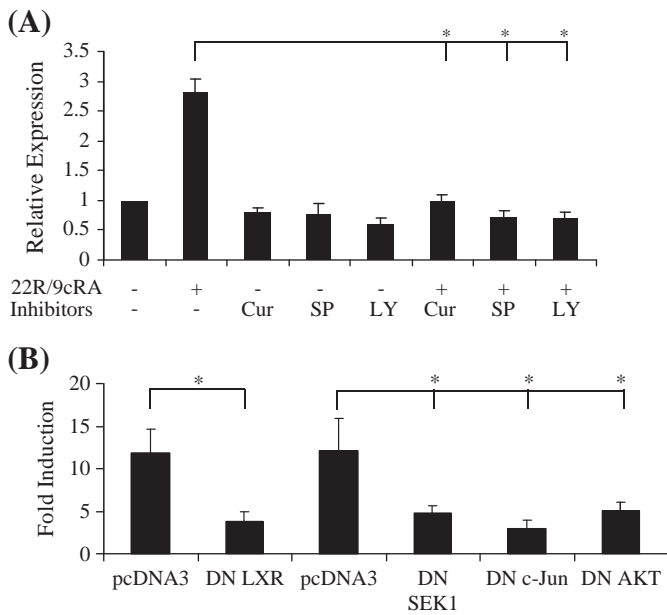 (A)
* * *
Relative Expression
3.5
3
2.5
2
1.5
1
0.5
0
22R/9cRA - + - - - + + +
Inhibitors - - Cur SP LY Cur SP LY
(B)
* * * *
Fold Induction
20
15
10
5
0
pcDNA3 DN LXR pcDNA3 DN DN c-Jun DN AKT
SEK1